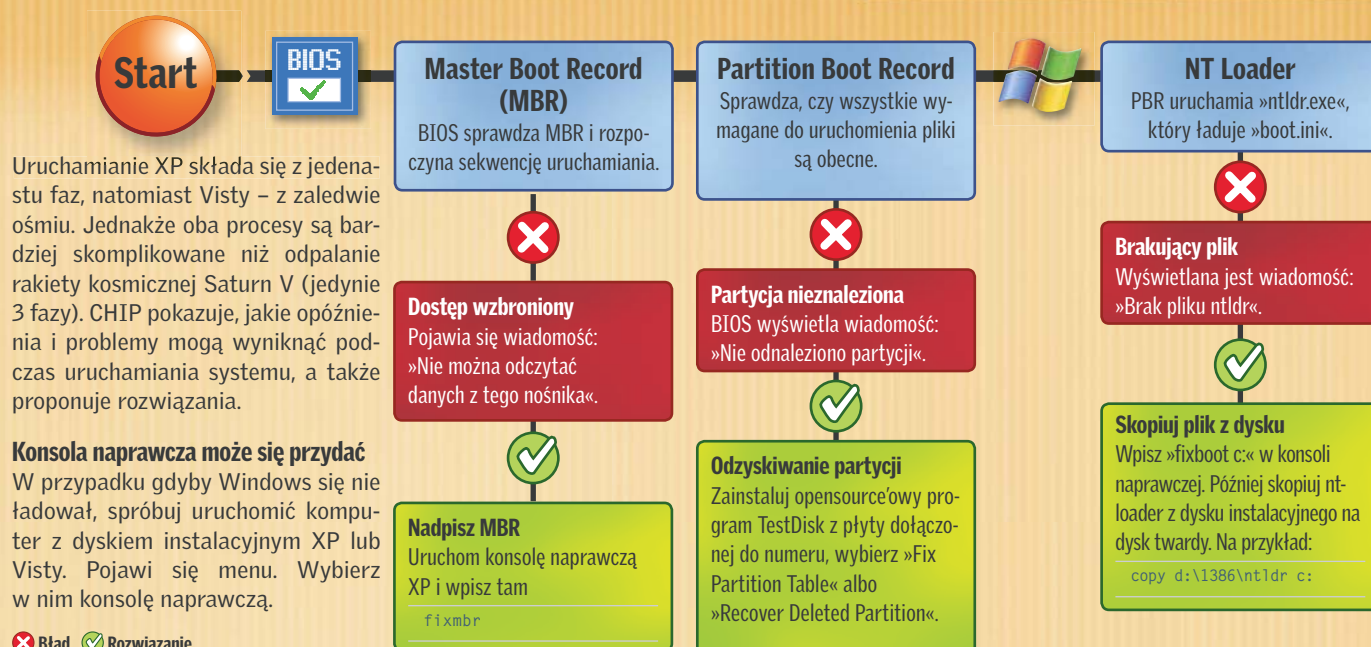 Start
BIOS
Uruchamianie XP składa się z jedena-
stu faz, natomiast Visty – z zaledwie
ośmiu. Jednakże oba procesy są bar-
dziej skomplikowane niż odpalanie
rakiety kosmicznej Saturn V (jedynie
3 fazy). CHIP pokazuje, jakie opóźnie-
nia i problemy mogą wyniknąć pod-
czas uruchamiania systemu, a także
proponuje rozwiązania.
Konsola naprawcza może się przydać
W przypadku gdyby Windows się nie
ładował, spróbuj uruchomić kompu-
ter z dyskiem instalacyjnym XP lub
Visty. Pojawi się menu. Wybierz
w nim konsolę naprawczą.
Błąd Rozwiązanie
Master Boot Record
(MBR)
BIOS sprawdza MBR i rozpo-
czyna sekwencję uruchamiania.
Dostęp wzbroniony
Pojawia się wiadomość:
»Nie można odczytać
danych z tego nośnika«.
Nadpisz MBR
Uruchom konsolę naprawczą
XP i wpisz tam
fixmbr
Partition Boot Record
Sprawdza, czy wszystkie wy-
magane do uruchomienia pliki
są obecne.
Partycja nieznaleziona
BIOS wyświetla wiadomość:
»Nie odnaleziono partycji«.
Odzyskiwanie partycji
Zainstaluj opensource'owy pro-
gram TestDisk z płyty dołączo-
nej do numeru, wybierz »Fix
Partition Table« albo
»Recover Deleted Partition«.
NT Loader
PBR uruchamia »ntldr.exe«,
który ładuje »boot.ini«.
Brakujący plik
Wyświetlana jest wiadomość:
»Brak pliku ntldr«.
Skopiuj plik z dysku
Wpisz »fixboot c:« w konsoli
naprawczej. Później skopiuj nt-
loader z dysku instalacyjnego na
dysk twardy. Na przykład:
copy d:\1386\ntldr c: